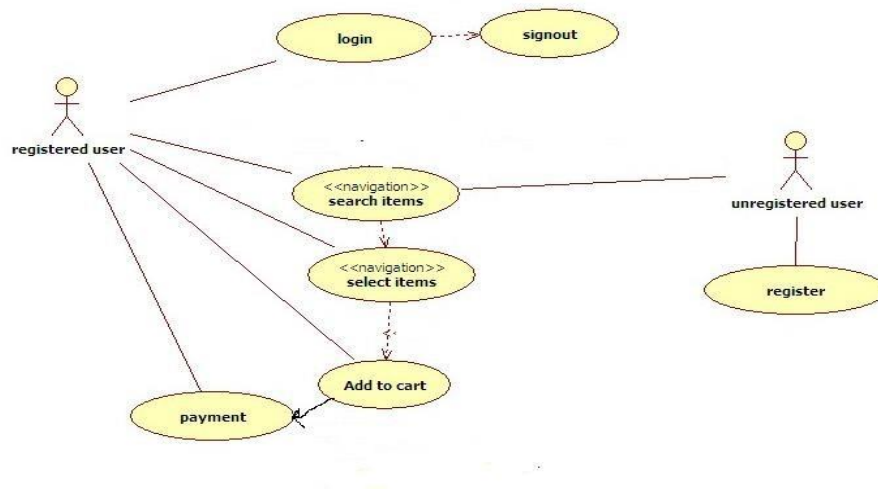 login
signout
registered user
<<navigation>>
search items
unregistered user
<<navigation>>
select items
register
Add to cart
payment